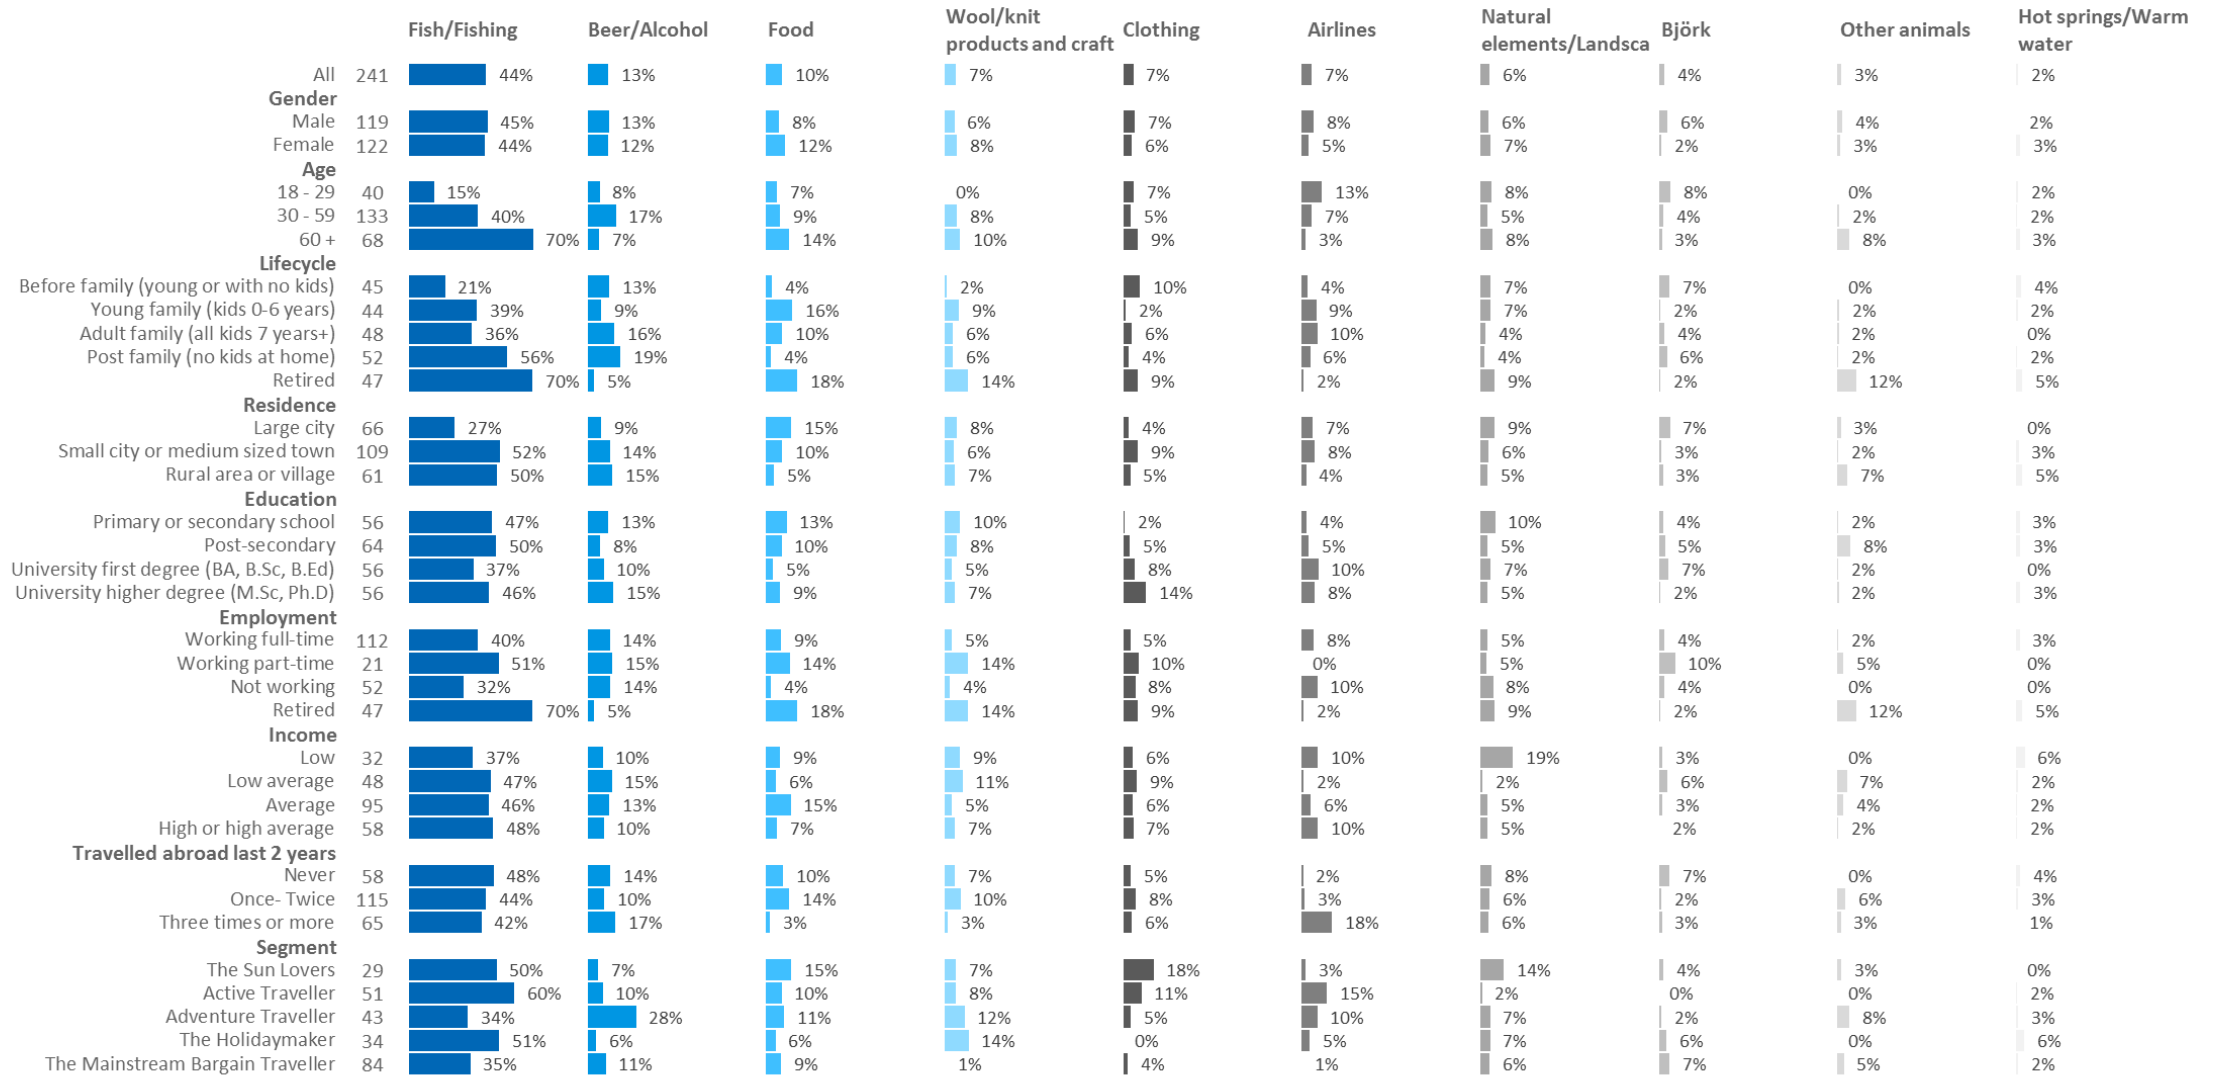 Fish/Fishing Beer/Alcohol Food Wool/knit products and craft Clothing Airlines Natural elements/Landsca Björk Other animals Hot springs/Warm water
All 241 44% 13% 10% 7% 7% 7% 6% 4% 3% 2%
Gender
Male 119 45% 13% 8% 6% 7% 8% 6% 6% 4% 2%
Female 122 44% 12% 12% 8% 6% 5% 7% 2% 3% 3%
Age
18 - 29 40 15% 8% 7% 0% 7% 13% 8% 8% 0% 2%
30 - 59 133 40% 17% 9% 8% 5% 7% 5% 4% 2% 2%
60 + 68 70% 7% 14% 10% 9% 3% 8% 3% 8% 3%
Lifecycle
Before family (young or with no kids) 45 21% 13% 4% 2% 10% 4% 7% 7% 0% 4%
Young family (kids 0-6 years) 44 39% 9% 16% 9% 2% 9% 7% 2% 2% 2%
Adult family (all kids 7 years+) 48 36% 16% 10% 6% 6% 10% 4% 4% 2% 0%
Post family (no kids at home) 52 56% 19% 4% 6% 4% 6% 4% 6% 2% 2%
Retired 47 70% 5% 18% 14% 9% 2% 9% 2% 12% 5%
Residence
Large city 66 27% 9% 15% 8% 4% 7% 9% 7% 3% 0%
Small city or medium sized town 109 52% 14% 10% 6% 9% 8% 6% 3% 2% 3%
Rural area or village 61 50% 15% 5% 7% 5% 4% 5% 3% 7% 5%
Education
Primary or secondary school 56 47% 13% 13% 10% 2% 4% 10% 4% 2% 3%
Post-secondary 64 50% 8% 10% 8% 5% 5% 5% 5% 8% 3%
University first degree (BA, B.Sc, B.Ed) 56 37% 10% 5% 5% 8% 10% 7% 7% 2% 0%
University higher degree (M.Sc, Ph.D) 56 46% 15% 9% 7% 14% 8% 5% 2% 2% 3%
Employment
Working full-time 112 40% 14% 9% 5% 5% 8% 5% 4% 2% 3%
Working part-time 21 51% 15% 14% 14% 10% 0% 5% 10% 5% 0%
Not working 52 32% 14% 4% 4% 8% 10% 8% 4% 0% 0%
Retired 47 70% 5% 18% 14% 9% 2% 9% 2% 12% 5%
Income
Low 32 37% 10% 9% 9% 6% 10% 19% 3% 0% 6%
Low average 48 47% 15% 6% 11% 9% 2% 2% 6% 7% 2%
Average 95 46% 13% 15% 5% 6% 6% 5% 3% 4% 2%
High or high average 58 48% 10% 7% 7% 7% 10% 5% 2% 2% 2%
Travelled abroad last 2 years
Never 58 48% 14% 10% 7% 5% 2% 8% 7% 0% 4%
Once- Twice 115 44% 10% 14% 10% 8% 3% 6% 2% 6% 3%
Three times or more 65 42% 17% 3% 3% 6% 18% 6% 3% 3% 1%
Segment
The Sun Lovers 29 50% 7% 15% 7% 18% 3% 14% 4% 3% 0%
Active Traveller 51 60% 10% 10% 8% 11% 15% 2% 0% 0% 2%
Adventure Traveller 43 34% 28% 11% 12% 5% 10% 7% 2% 8% 3%
The Holidaymaker 34 51% 6% 6% 14% 0% 5% 7% 6% 0% 6%
The Mainstream Bargain Traveller 84 35% 11% 9% 1% 4% 1% 6% 7% 5% 2%